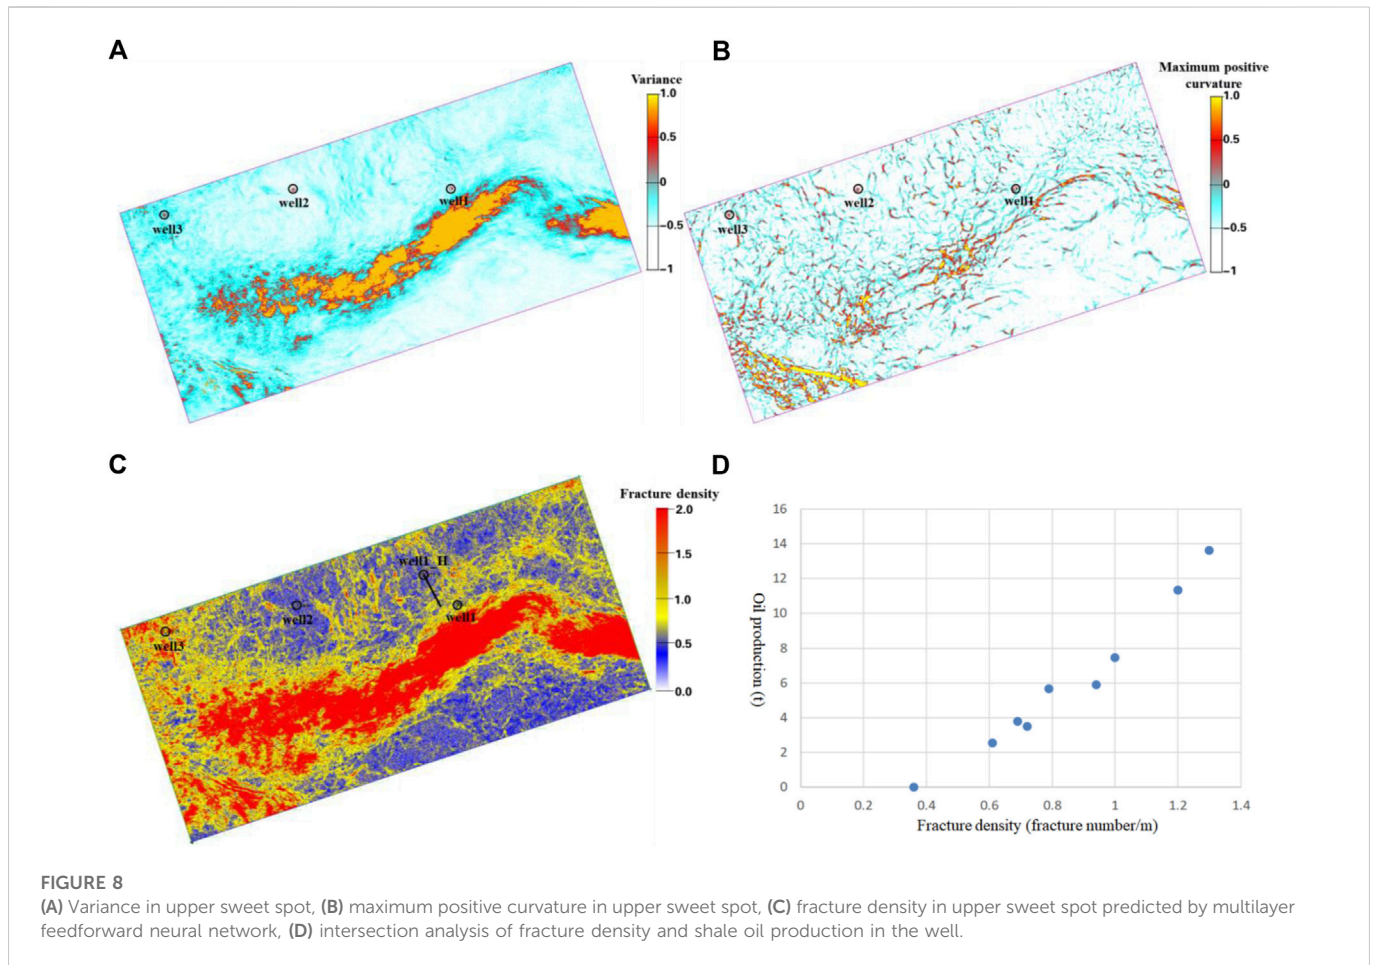 A
Variance
1.0
0.5
0
−0.5
−1
well2
welH
well3
B
Maximum positive
curvature
1.0
0.5
0
−0.5
−1
well2
welH
well3
C
Fracture density
2.0
1.5
1.0
0.5
0.0
well1_H
well2
well1
well3
D
16
14
12
10
8
6
4
2
0
Oil production (t)
0 0.2 0.4 0.6 0.8 1 1.2 1.4
Fracture density (fracture number/m)
FIGURE 8
(A) Variance in upper sweet spot, (B) maximum positive curvature in upper sweet spot, (C) fracture density in upper sweet spot predicted by multilayer
feedforward neural network, (D) intersection analysis of fracture density and shale oil production in the well.